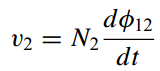 v₂ = N₂ dϕ₁₂/dt